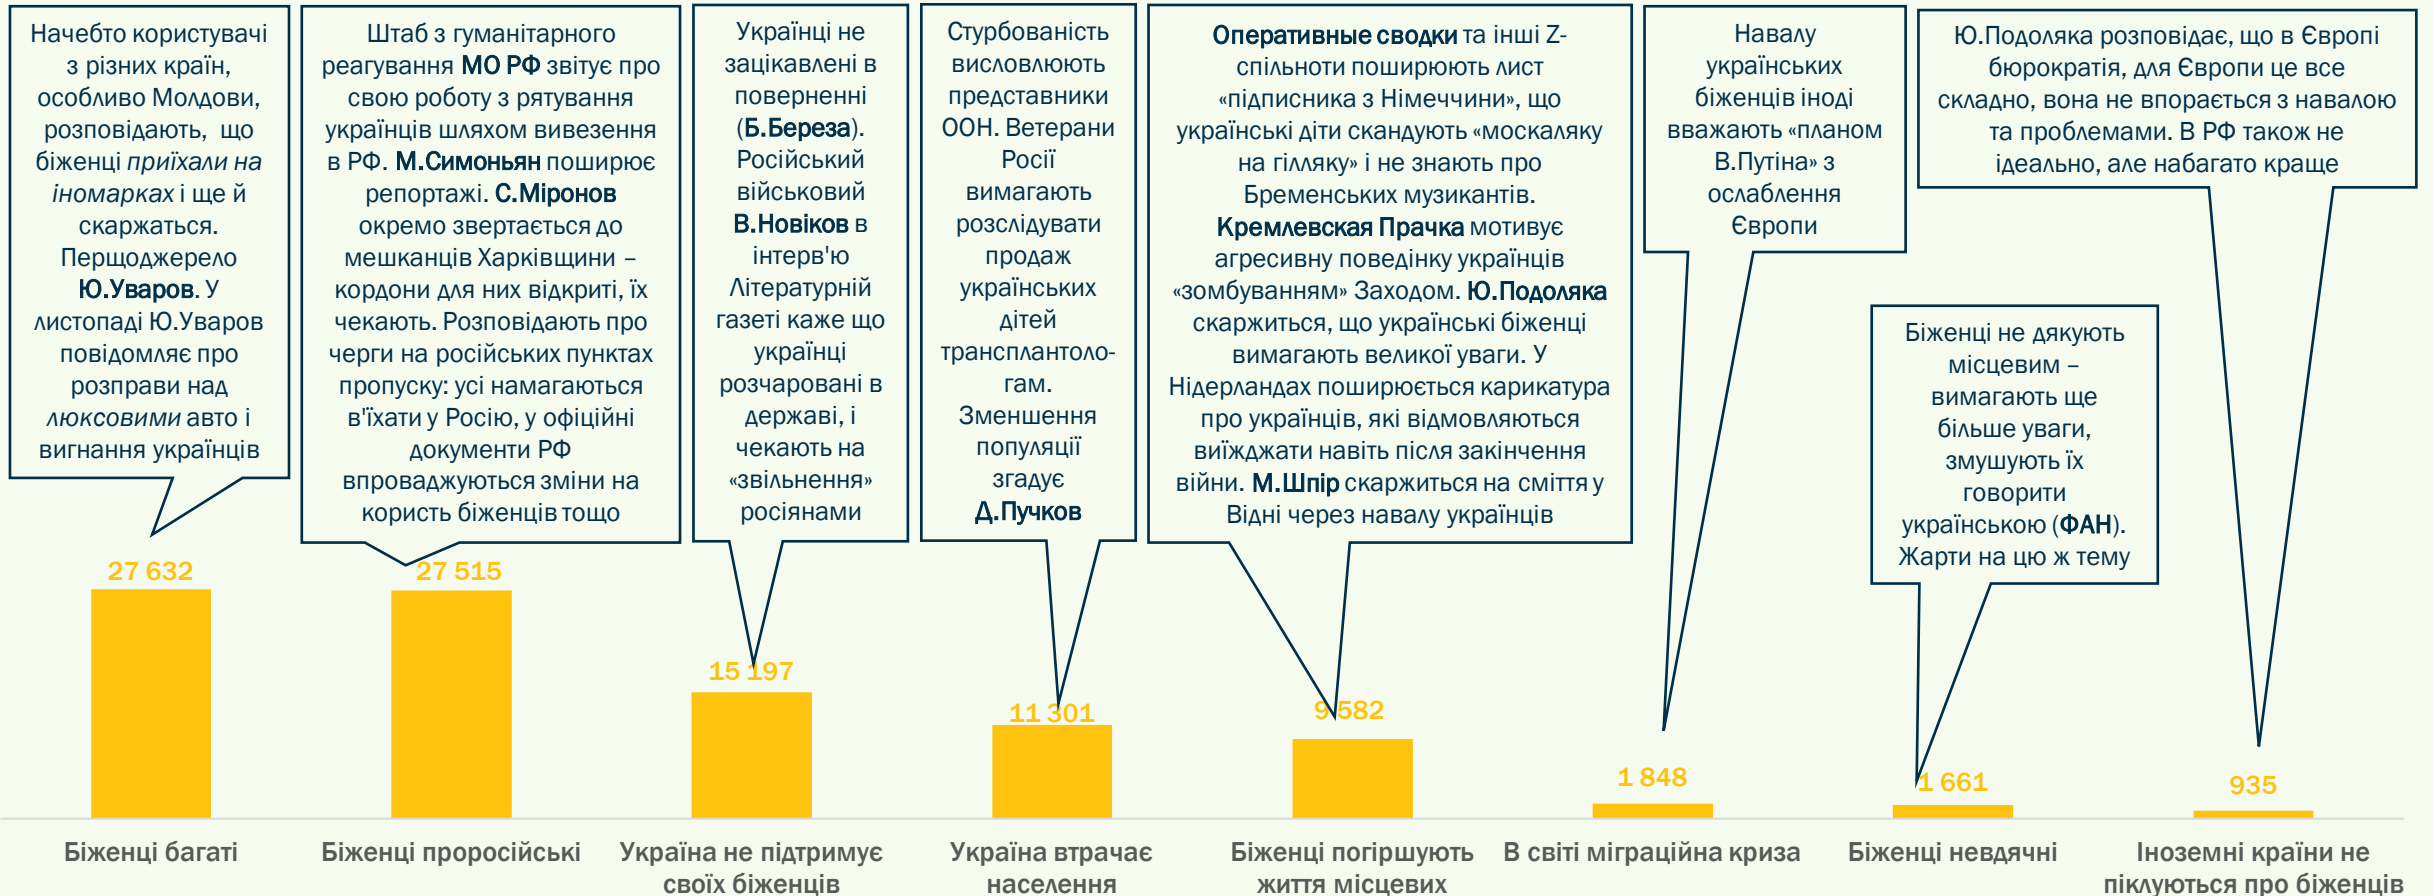 Начебто користувачі
з різних країн,
особливо Молдови,
розповідають, що
біженці приїхали на
іномарках і ще й
скаржаться.
Перщоджерело
Ю.Уваров. У
листопаді Ю.Уваров
повідомляє про
розправи над
люксовими авто і
вигнання українців
Штаб з гуманітарного
реагування МО РФ звітує про
свою роботу з рятування
українців шляхом вивезення
в РФ. М.Симоньян поширює
репортажі. С.Міронов
окремо звертається до
мешканців Харківщини –
кордони для них відкриті, їх
чекають. Розповідають про
черги на російських пунктах
пропуску: усі намагаються
в'їхати у Росію, у офіційні
документи РФ
впроваджуються зміни на
користь біженців тощо
Українці не
зацікавлені в
поверненні
(Б.Береза).
Російський
військовий
В.Новіков в
інтерв'ю
Літературній
газеті каже що
українці
розчаровані в
державі, і
чекають на
«звільнення»
росіянами
Стурбованість
висловлюють
представники
ООН. Ветерани
Росії
вимагають
розслідувати
продаж
українських
дітей
трансплантоло-
гам.
Зменшення
популяції
згадує
Д.Пучков
Оперативные сводки та інші Z-
спільноти поширюють лист
«підписника з Німеччини», що
українські діти скандують «москаляку
на гілляку» і не знають про
Бременських музикантів.
Кремлевская Прачка мотивує
агресивну поведінку українців
«зомбуванням» Заходом. Ю.Подоляка
скаржиться, що українські біженці
вимагають великої уваги. У
Нідерландах поширюється карикатура
про українців, які відмовляються
виїжджати навіть після закінчення
війни. М.Шпір скаржиться на сміття у
Відні через навалу українців
Навалу
українських
біженців іноді
вважають «планом
В.Путіна» з
ослаблення
Європи
Ю.Подоляка розповідає, що в Європі
бюрократія, для Європи це все
складно, вона не впорається з навалою
та проблемами. В РФ також не
ідеально, але набагато краще
Біженці не дякують
місцевим –
вимагають ще
більше уваги,
змушують їх
говорити
українською (ФАН).
Жарти на цю ж тему
27 632
27 515
15 197
11 301
9 582
1 848
1 661
935
Біженці багаті
Біженці проросійські
Україна не підтримує
своїх біженців
Україна втрачає
населення
Біженці погіршують
життя місцевих
В світі міграційна криза
Біженці невдячні
Іноземні країни не
піклуються про біженців